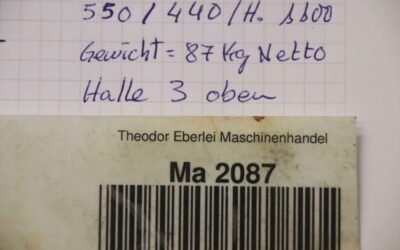 550/440/H. 1600
Gewicht = 87 Kg Netto
Halle 3 oben
Theodor Eberlei Maschinenhandel
Ma 2087